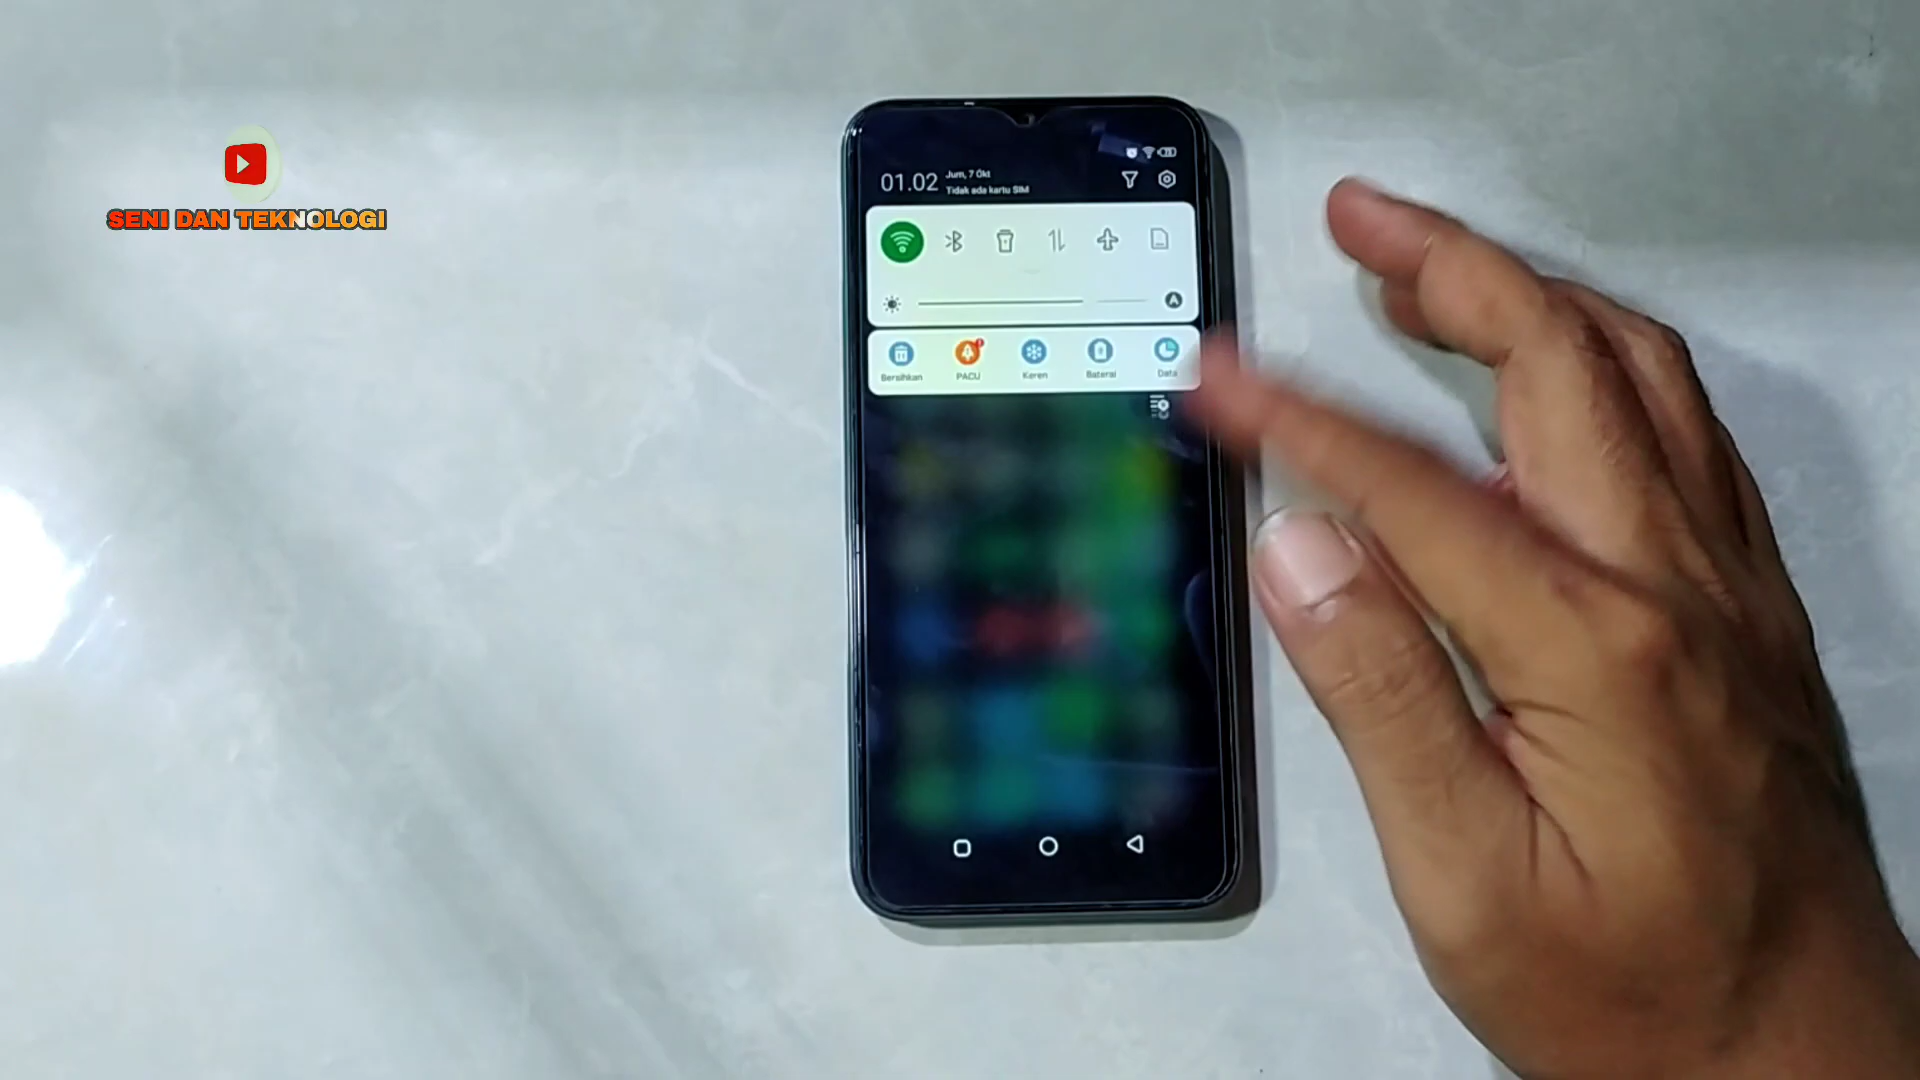 SENI DAN TEKNOLOGI
01.02
Jum, 7 Okt
Tidak ada kartu SIM
A
Bersihkan
PACU
Keren
Baterai
Data